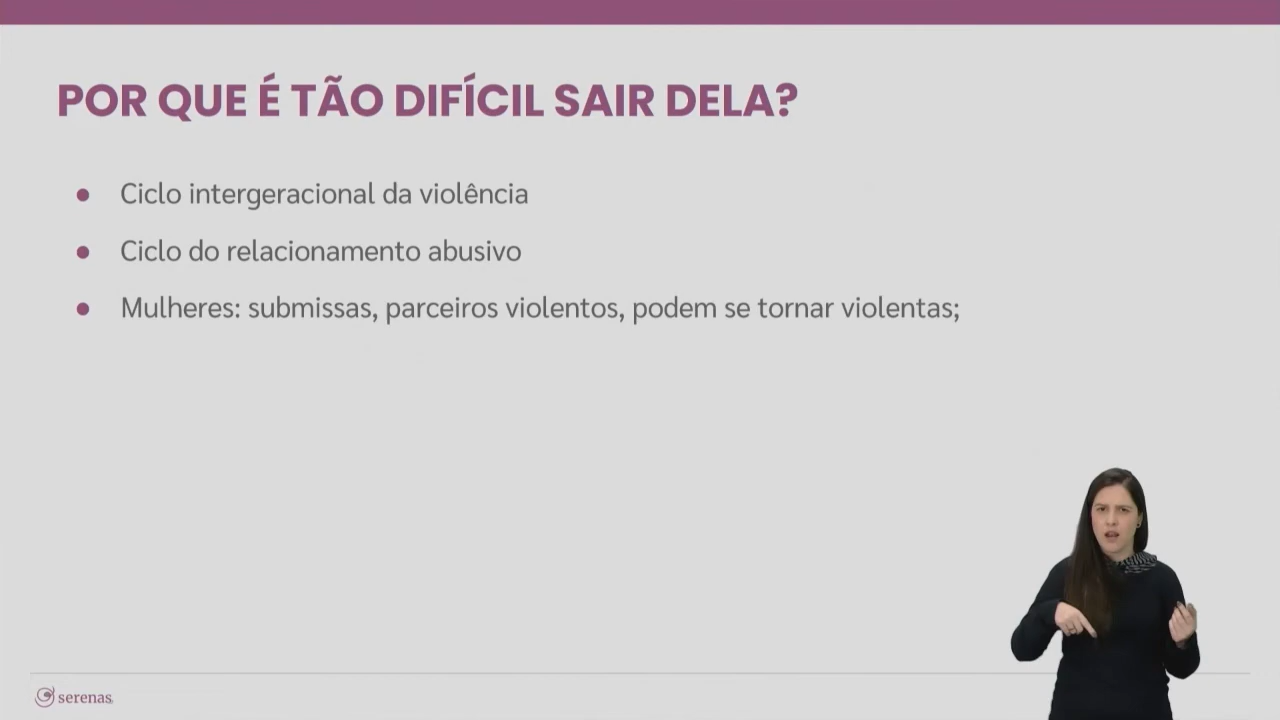 POR QUE É TÃO DIFÍCIL SAIR DELA?
● Ciclo intergeracional da violência
● Ciclo do relacionamento abusivo
● Mulheres: submissas, parceiros violentos, podem se tornar violentas;
serenas